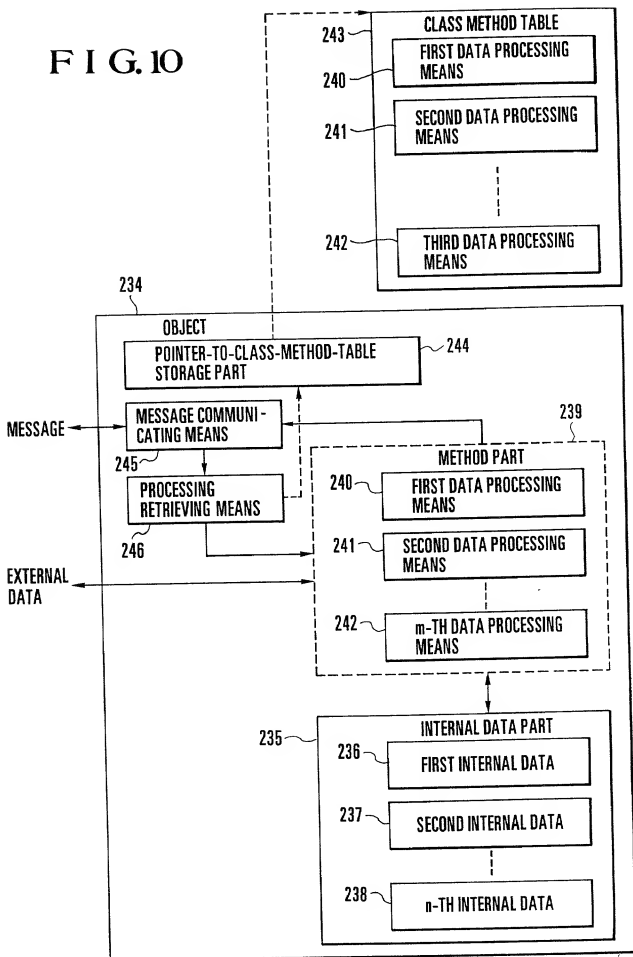 FIG.10
243
CLASS METHOD TABLE
FIRST DATA PROCESSING
MEANS
240
SECOND DATA PROCESSING
MEANS
241
THIRD DATA PROCESSING
MEANS
242
234
OBJECT
POINTER-TO-CLASS-METHOD-TABLE
STORAGE PART
244
MESSAGE
MESSAGE COMMUNI-
CATING MEANS
245
239
METHOD PART
PROCESSING
RETRIEVING MEANS
246
240
FIRST DATA PROCESSING
MEANS
241
SECOND DATA PROCESSING
MEANS
EXTERNAL
DATA
242
m-TH DATA PROCESSING
MEANS
235
INTERNAL DATA PART
236
FIRST INTERNAL DATA
237
SECOND INTERNAL DATA
238
n-TH INTERNAL DATA